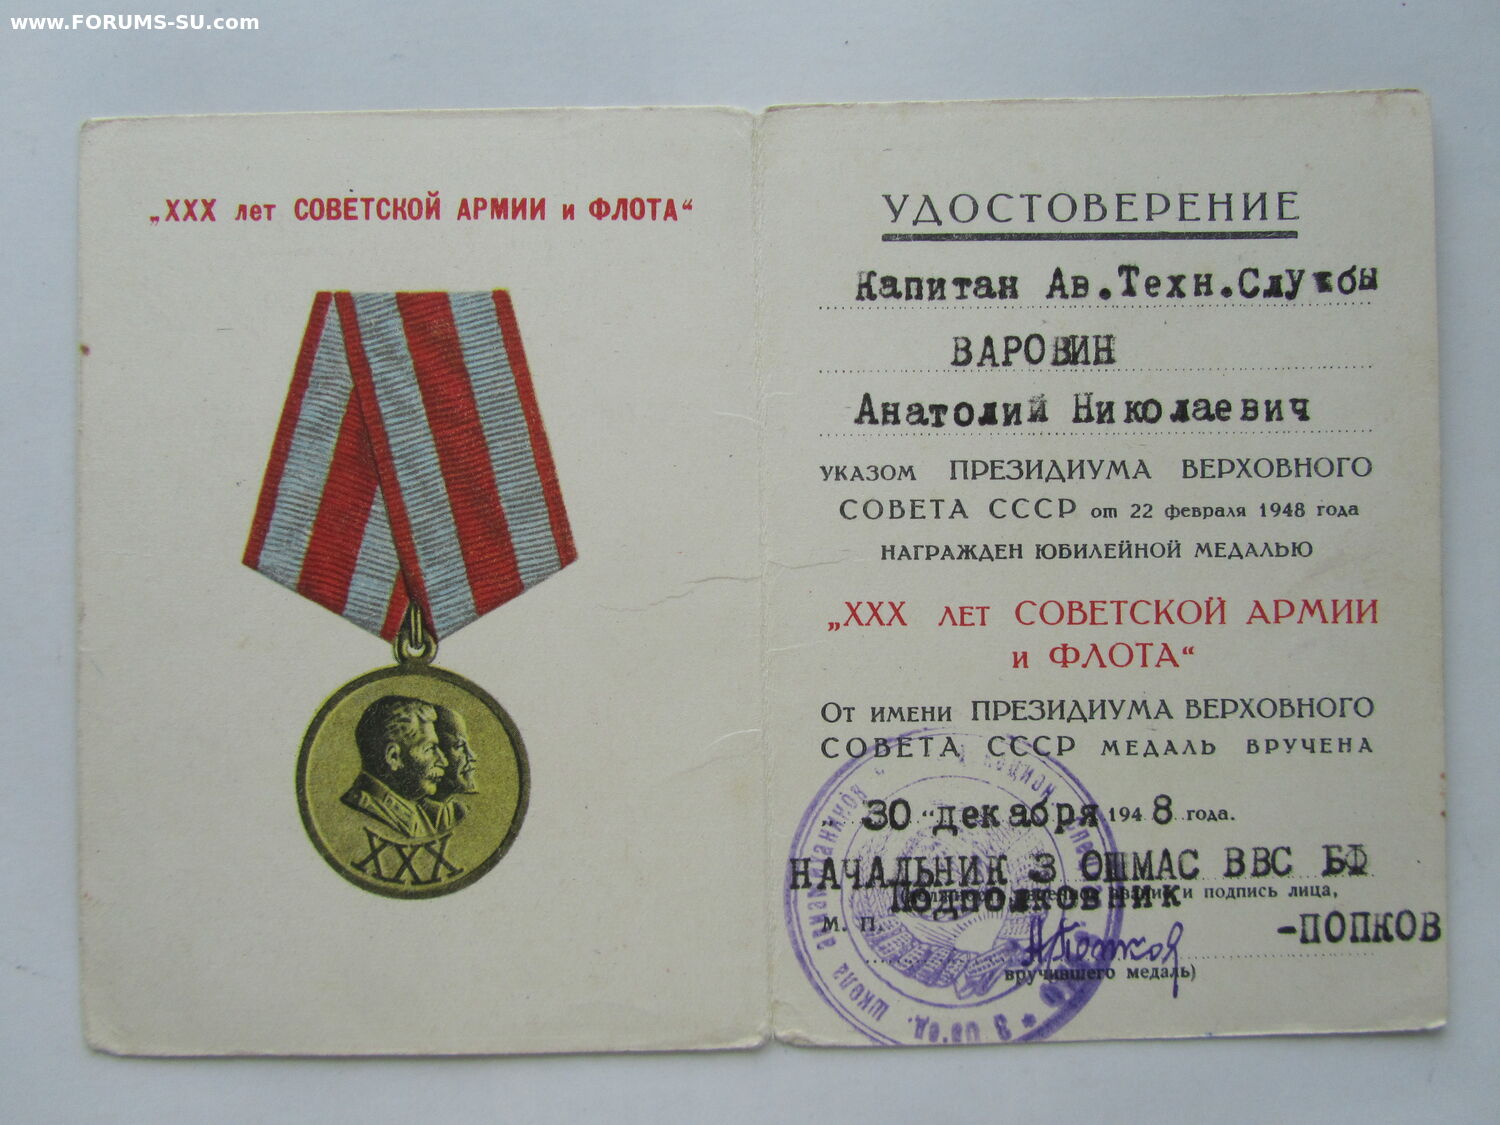 www.FORUMS-SU.com
„XXX лет СОВЕТСКОЙ АРМИИ и ФЛОТА“
XXX
УДОСТОВЕРЕНИЕ
Капитан Ав.Техн.Службы
ВАРОВИН
Анатолий Николаевич
УКАЗОМ ПРЕЗИДИУМА ВЕРХОВНОГО
СОВЕТА СССР от 22 февраля 1948 года
НАГРАЖДЕН ЮБИЛЕЙНОЙ МЕДАЛЬЮ
„XXX ЛЕТ СОВЕТСКОЙ АРМИИ
и ФЛОТА“
ОТ ИМЕНИ ПРЕЗИДИУМА ВЕРХОВНОГО
СОВЕТА СССР МЕДАЛЬ ВРУЧЕНА
„ 30 “ декабря 1948 года.
НАЧАЛЬНИК 3 ОШМАС ВВС БФ
и подпись лица,
Подполковник
М. П.
-ПОПКОВ
АПопков
вручившего медаль)
школа авиамехаников